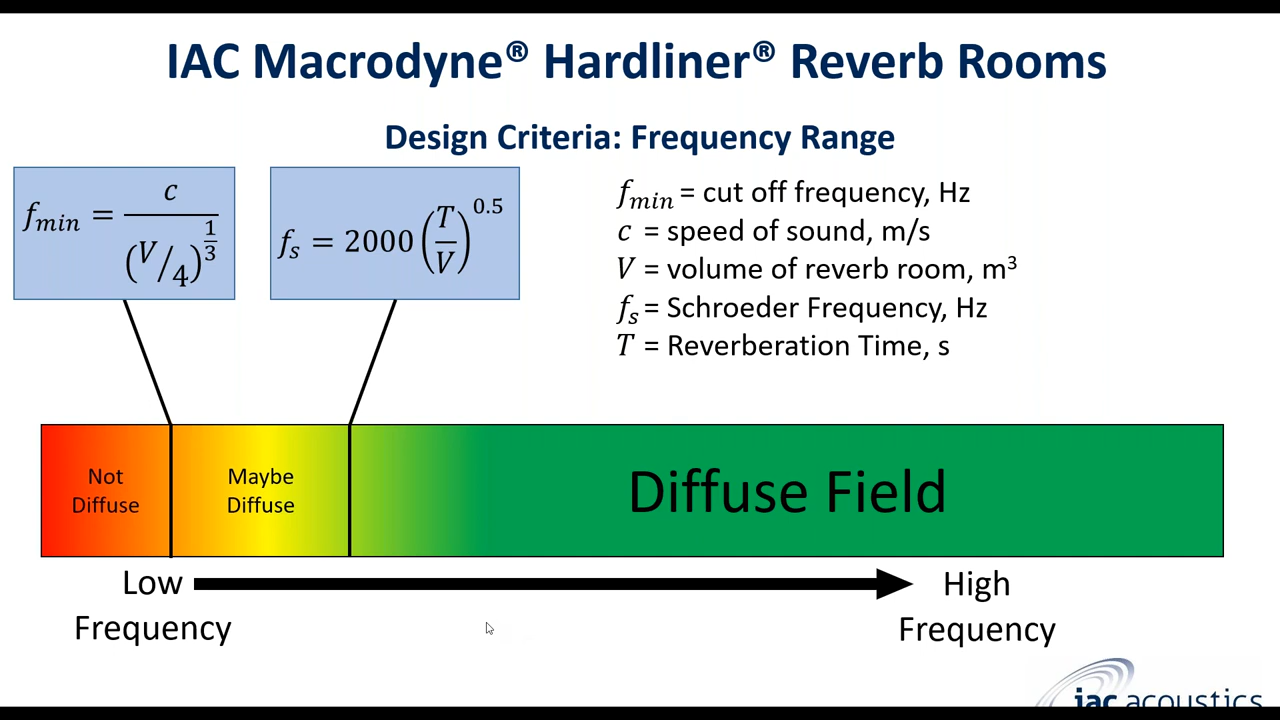 IAC Macrodyne® Hardliner® Reverb Rooms
Design Criteria: Frequency Range
f_min = c / (V/4)^(1/3)
f_s = 2000 (T/V)^0.5
f_min = cut off frequency, Hz
c = speed of sound, m/s
V = volume of reverb room, m³
f_s = Schroeder Frequency, Hz
T = Reverberation Time, s
Not
Diffuse
Maybe
Diffuse
Diffuse Field
Low
Frequency
High
Frequency
iac acoustics